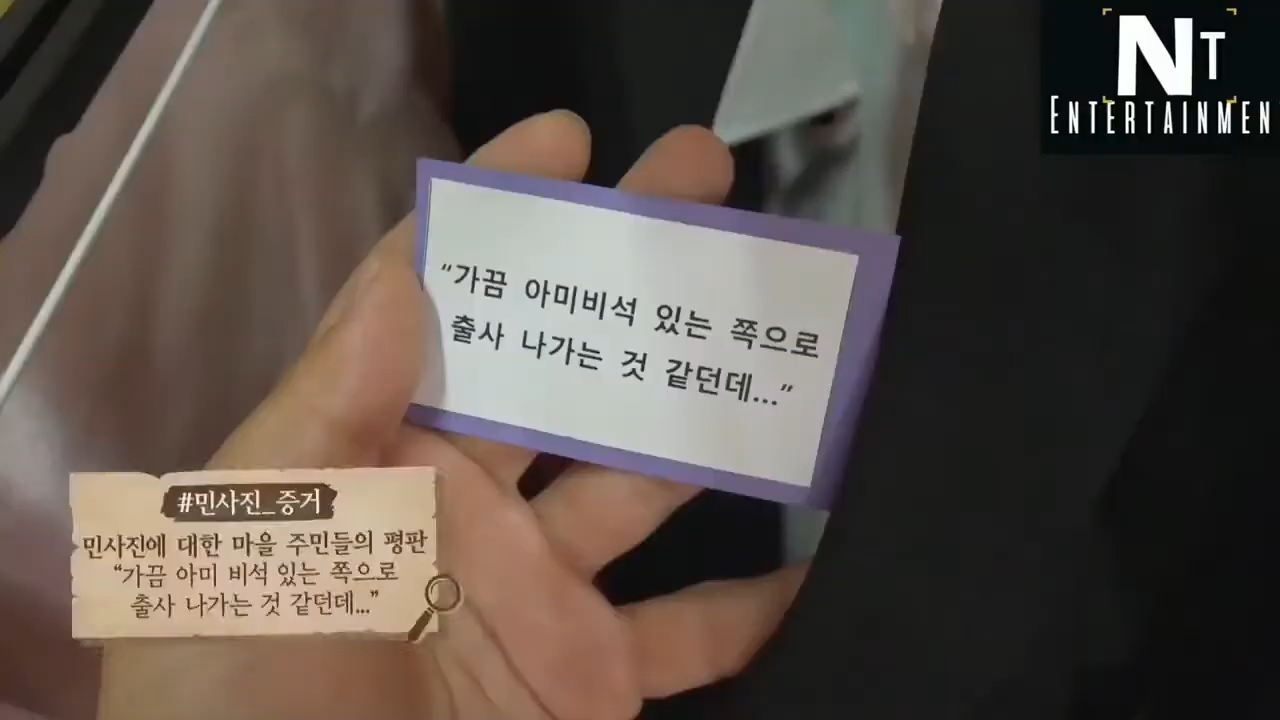 NT
ENTERTAINMEN
“가끔 아미비석 있는 쪽으로
출사 나가는 것 같던데...”
#민사진_증거
민사진에 대한 마을 주민들의 평판
“가끔 아미 비석 있는 쪽으로
출사 나가는 것 같던데...”